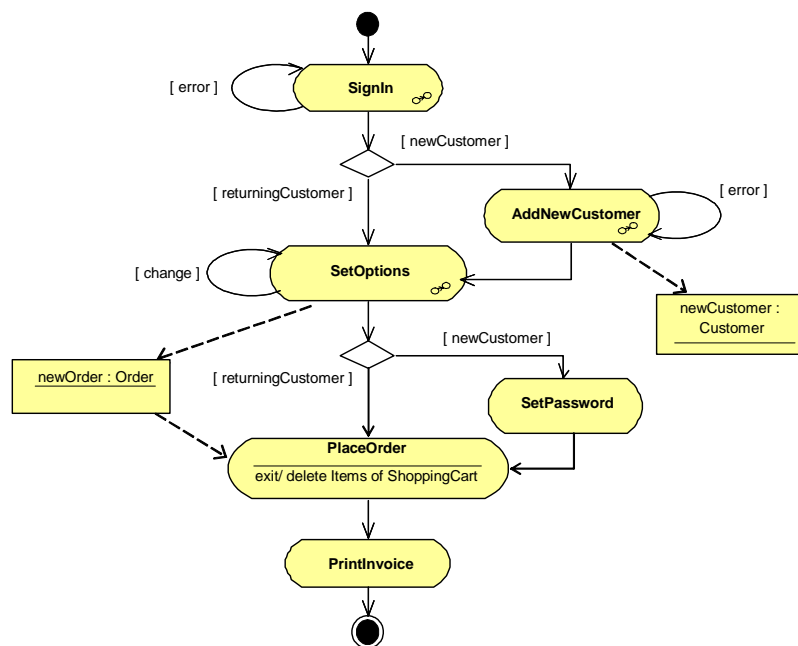 [ error ]
SignIn
[ newCustomer ]
[ returningCustomer ]
[ error ]
AddNewCustomer
[ change ]
SetOptions
newCustomer :
Customer
[ newCustomer ]
newOrder : Order
[ returningCustomer ]
SetPassword
PlaceOrder
exit/ delete Items of ShoppingCart
PrintInvoice